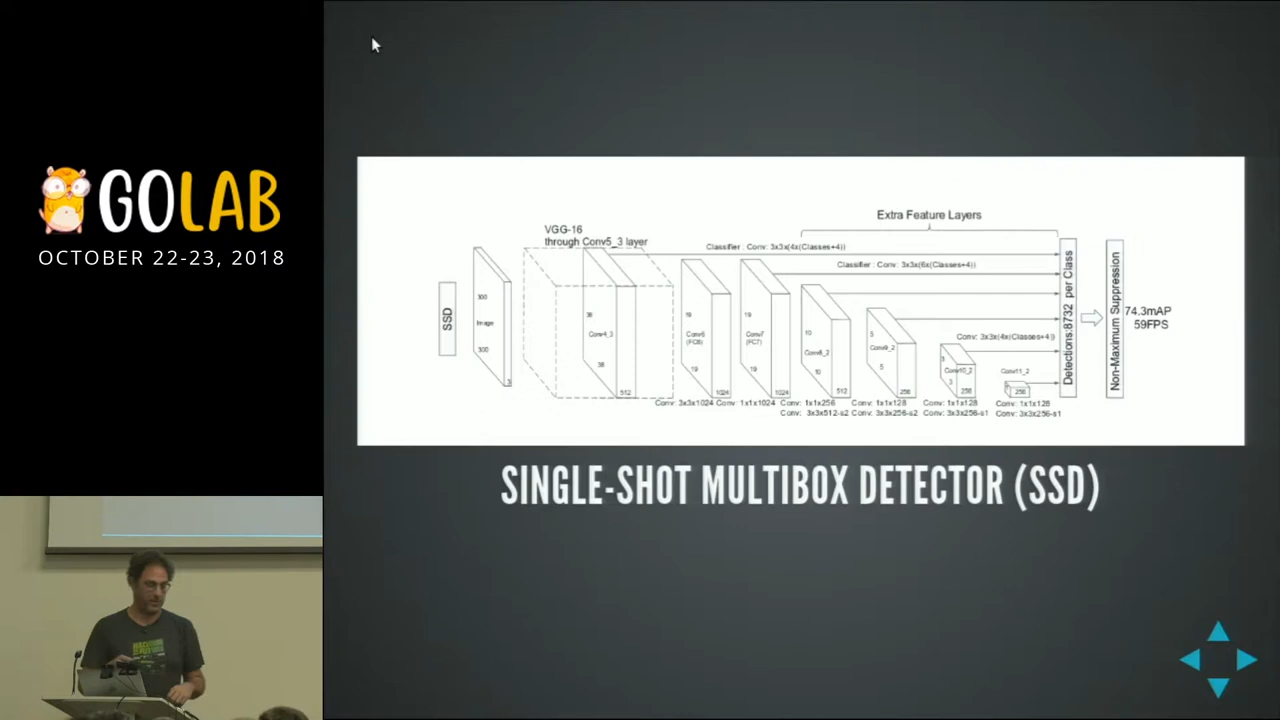 GOLAB
OCTOBER 22-23, 2018
Extra Feature Layers
VGG-16
through Conv5_3 layer
Classifier : Conv: 3x3x(4x(Classes+4))
Classifier : Conv: 3x3x(6x(Classes+4))
SSD
300
Image
300
3
38
Conv4_3
38
512
19
Conv6
(FC6)
19
1024
19
Conv7
(FC7)
19
1024
10
Conv8_2
10
512
5
Conv9_2
5
256
Conv: 3x3x(4x(Classes+4))
3
Conv10_2
3
256
Conv11_2
256
Detections:8732 per Class
Non-Maximum Suppression
74.3mAP
59FPS
Conv: 3x3x1024
Conv: 1x1x1024
Conv: 1x1x256
Conv: 3x3x512-s2
Conv: 1x1x128
Conv: 3x3x256-s2
Conv: 1x1x128
Conv: 3x3x256-s1
Conv: 1x1x128
Conv: 3x3x256-s1
SINGLE-SHOT MULTIBOX DETECTOR (SSD)